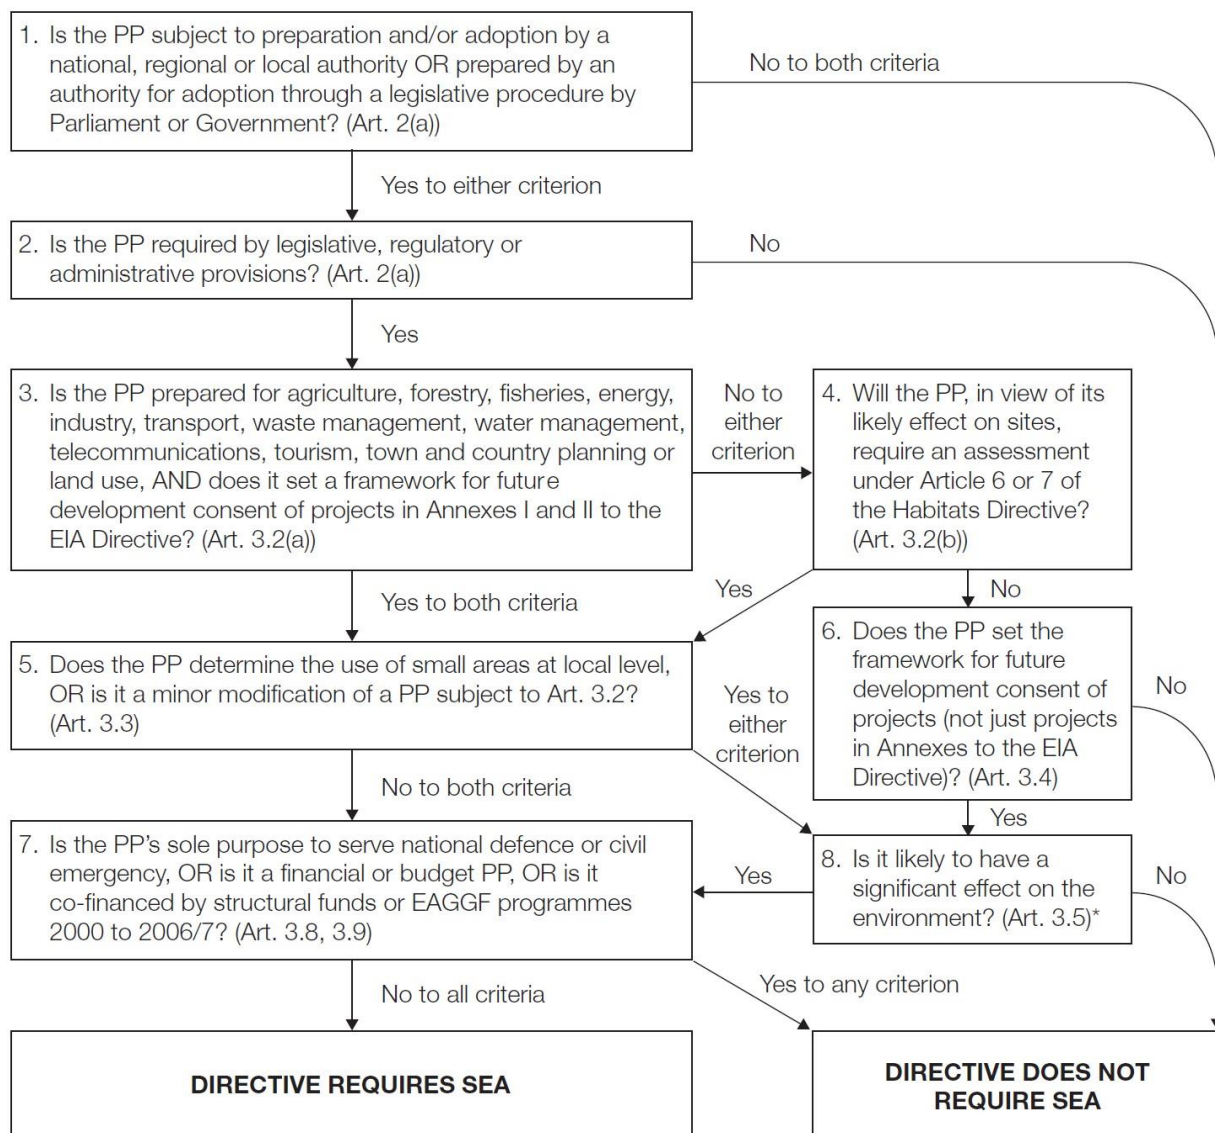 1. Is the PP subject to preparation and/or adoption by a
national, regional or local authority OR prepared by an
authority for adoption through a legislative procedure by
Parliament or Government? (Art. 2(a))
No to both criteria
Yes to either criterion
2. Is the PP required by legislative, regulatory or
administrative provisions? (Art. 2(a))
No
Yes
3. Is the PP prepared for agriculture, forestry, fisheries, energy,
industry, transport, waste management, water management,
telecommunications, tourism, town and country planning or
land use, AND does it set a framework for future
development consent of projects in Annexes I and II to the
EIA Directive? (Art. 3.2(a))
No to
either
criterion
4. Will the PP, in view of its
likely effect on sites,
require an assessment
under Article 6 or 7 of
the Habitats Directive?
(Art. 3.2(b))
Yes to both criteria
Yes
No
5. Does the PP determine the use of small areas at local level,
OR is it a minor modification of a PP subject to Art. 3.2?
(Art. 3.3)
Yes to
either
criterion
6. Does the PP set the
framework for future
development consent of
projects (not just projects
in Annexes to the EIA
Directive)? (Art. 3.4)
No
No to both criteria
Yes
7. Is the PP's sole purpose to serve national defence or civil
emergency, OR is it a financial or budget PP, OR is it
co-financed by structural funds or EAGGF programmes
2000 to 2006/7? (Art. 3.8, 3.9)
Yes
8. Is it likely to have a
significant effect on the
environment? (Art. 3.5)*
No
No to all criteria
Yes to any criterion
DIRECTIVE REQUIRES SEA
DIRECTIVE DOES NOT
REQUIRE SEA